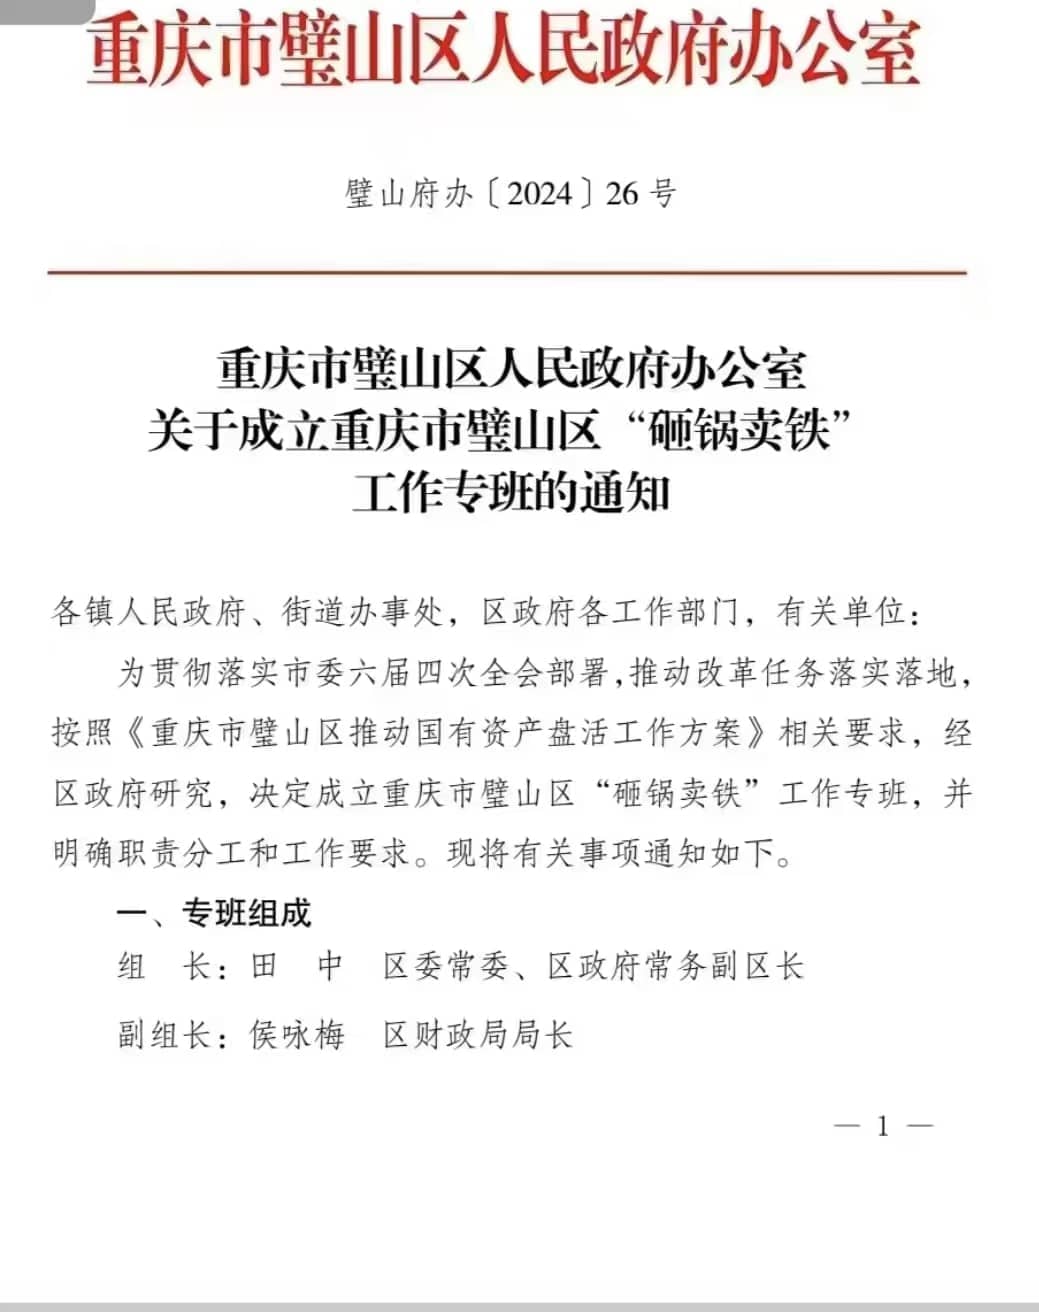 重庆市璧山区人民政府办公室
璧山府办〔2024〕26 号
重庆市璧山区人民政府办公室
关于成立重庆市璧山区“砸锅卖铁”
工作专班的通知
各镇人民政府、街道办事处，区政府各工作部门，有关单位：
为贯彻落实市委六届四次全会部署,推动改革任务落实落地，
按照《重庆市璧山区推动国有资产盘活工作方案》相关要求，经
区政府研究，决定成立重庆市璧山区“砸锅卖铁”工作专班，并
明确职责分工和工作要求。现将有关事项通知如下。
一、专班组成
组　长：田　中　区委常委、区政府常务副区长
副组长：侯咏梅　区财政局局长
— 1 —